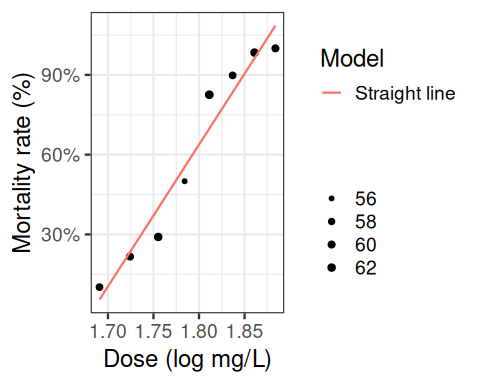 Mortality rate (%)
90%
60%
30%
1.70 1.75 1.80 1.85
Dose (log mg/L)
Model
Straight line
56
58
60
62